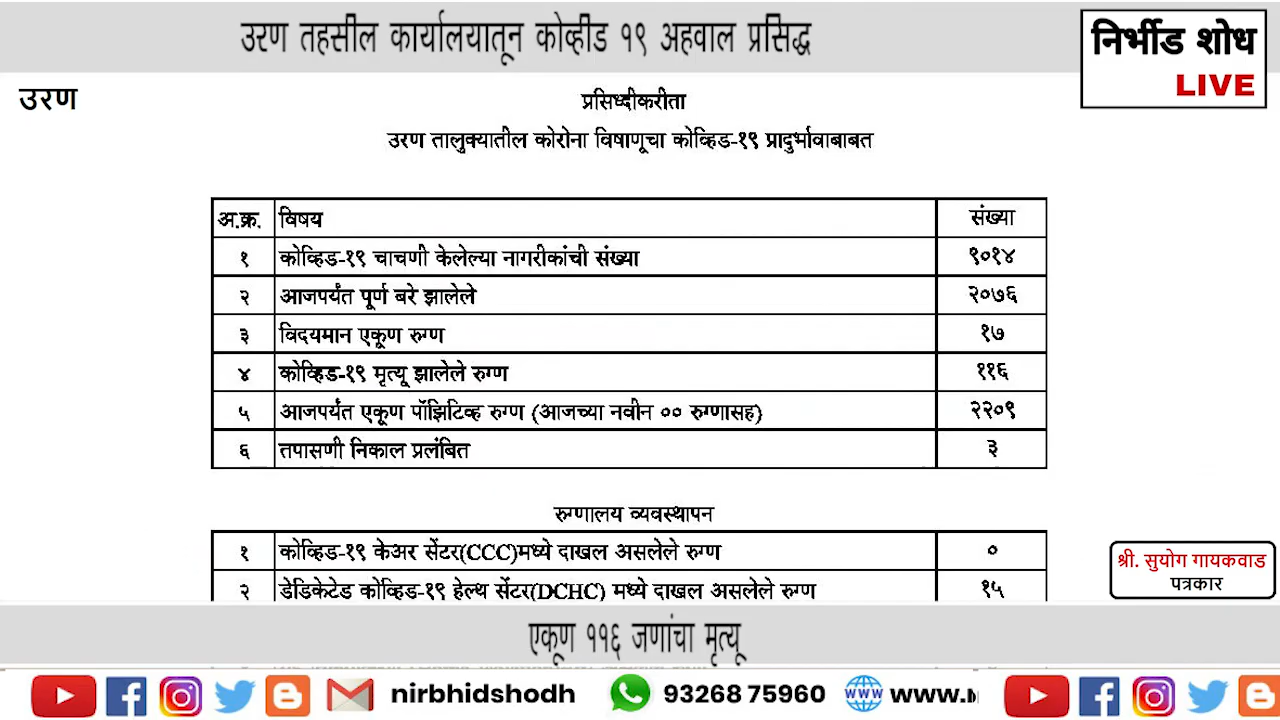 उरण तहसील कार्यालयातून कोव्हीड १९ अहवाल प्रसिद्ध
निर्भीड शोध
LIVE
उरण
प्रसिध्दीकरीता
उरण तालुक्यातील कोरोना विषाणूचा कोव्हिड-१९ प्रादुर्भावाबाबत
अ.क्र. विषय संख्या
१ कोव्हिड-१९ चाचणी केलेल्या नागरीकांची संख्या ९०१४
२ आजपर्यंत पूर्ण बरे झालेले २०७६
३ विदयमान एकूण रुग्ण १७
४ कोव्हिड-१९ मृत्यू झालेले रुग्ण ११६
५ आजपर्यंत एकूण पॉझिटिव्ह रुग्ण (आजच्या नवीन ०० रुग्णासह) २२०९
६ तपासणी निकाल प्रलंबित ३
रुग्णालय व्यवस्थापन
१ कोव्हिड-१९ केअर सेंटर(CCC)मध्ये दाखल असलेले रुग्ण ०
२ डेडिकेटेड कोव्हिड-१९ हेल्थ सेंटर(DCHC) मध्ये दाखल असलेले रुग्ण १५
श्री. सुयोग गायकवाड
पत्रकार
एकूण ११६ जणांचा मृत्यू
nirbhidshodh 93268 75960 www.